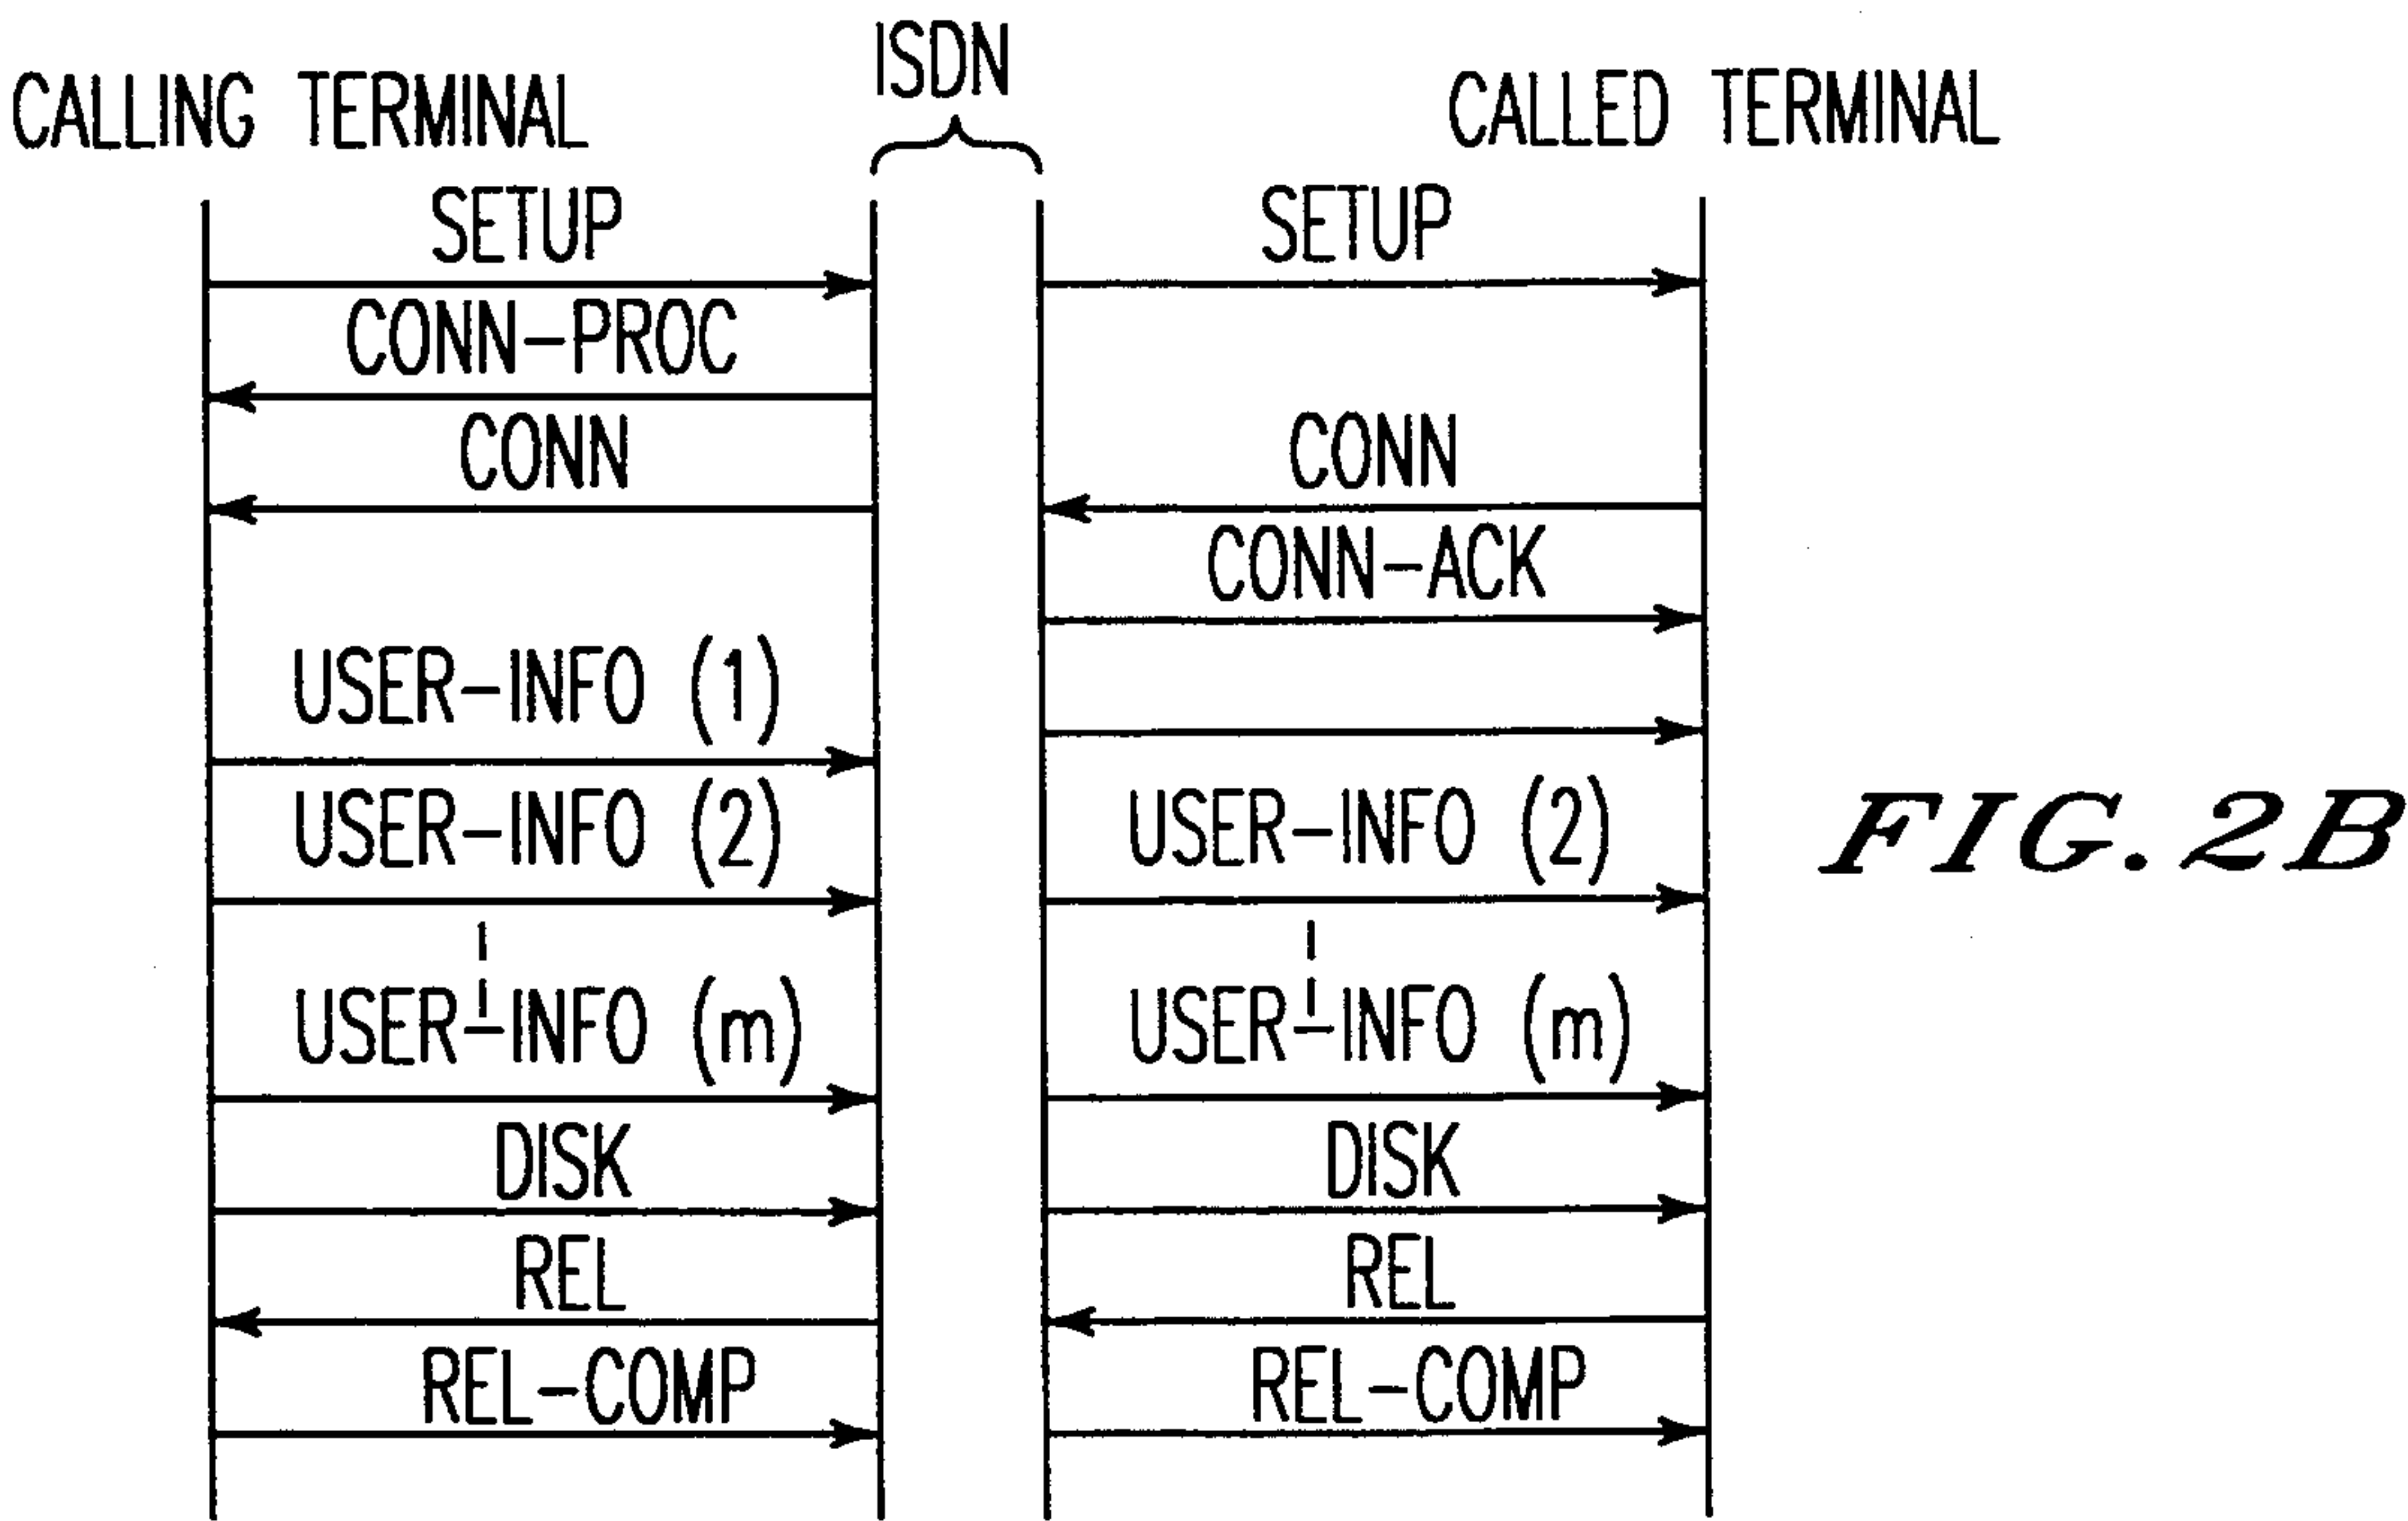 ISDN
CALLING TERMINAL
CALLED TERMINAL
SETUP
SETUP
CONN-PROC
CONN
CONN
CONN-ACK
USER-INFO (1)
USER-INFO (2)
USER-INFO (2)
USER-INFO (m)
USER-INFO (m)
DISK
DISK
REL
REL
REL-COMP
REL-COMP
FIG. 2B